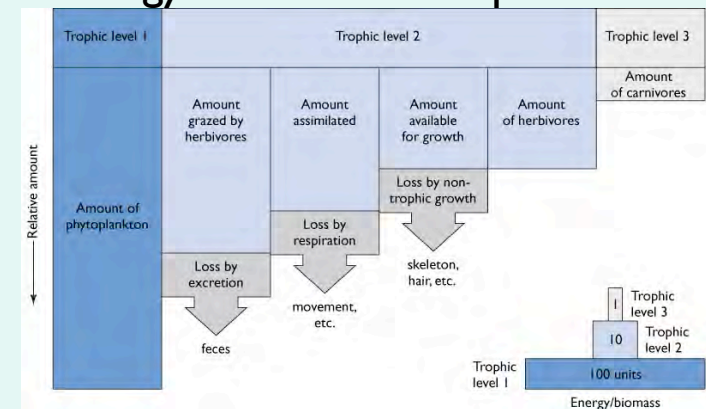 Trophic level 1
Trophic level 2
Trophic level 3
Relative amount
Amount of
phytoplankton
Amount
grazed by
herbivores
Amount
assimilated
Amount
available
for growth
Amount
of herbivores
Amount
of carnivores
Loss by
excretion
feces
Loss by
respiration
movement,
etc.
Loss by non-
trophic growth
skeleton,
hair, etc.
1
Trophic
level 3
10
Trophic
level 2
Trophic
level 1
100 units
Energy/biomass